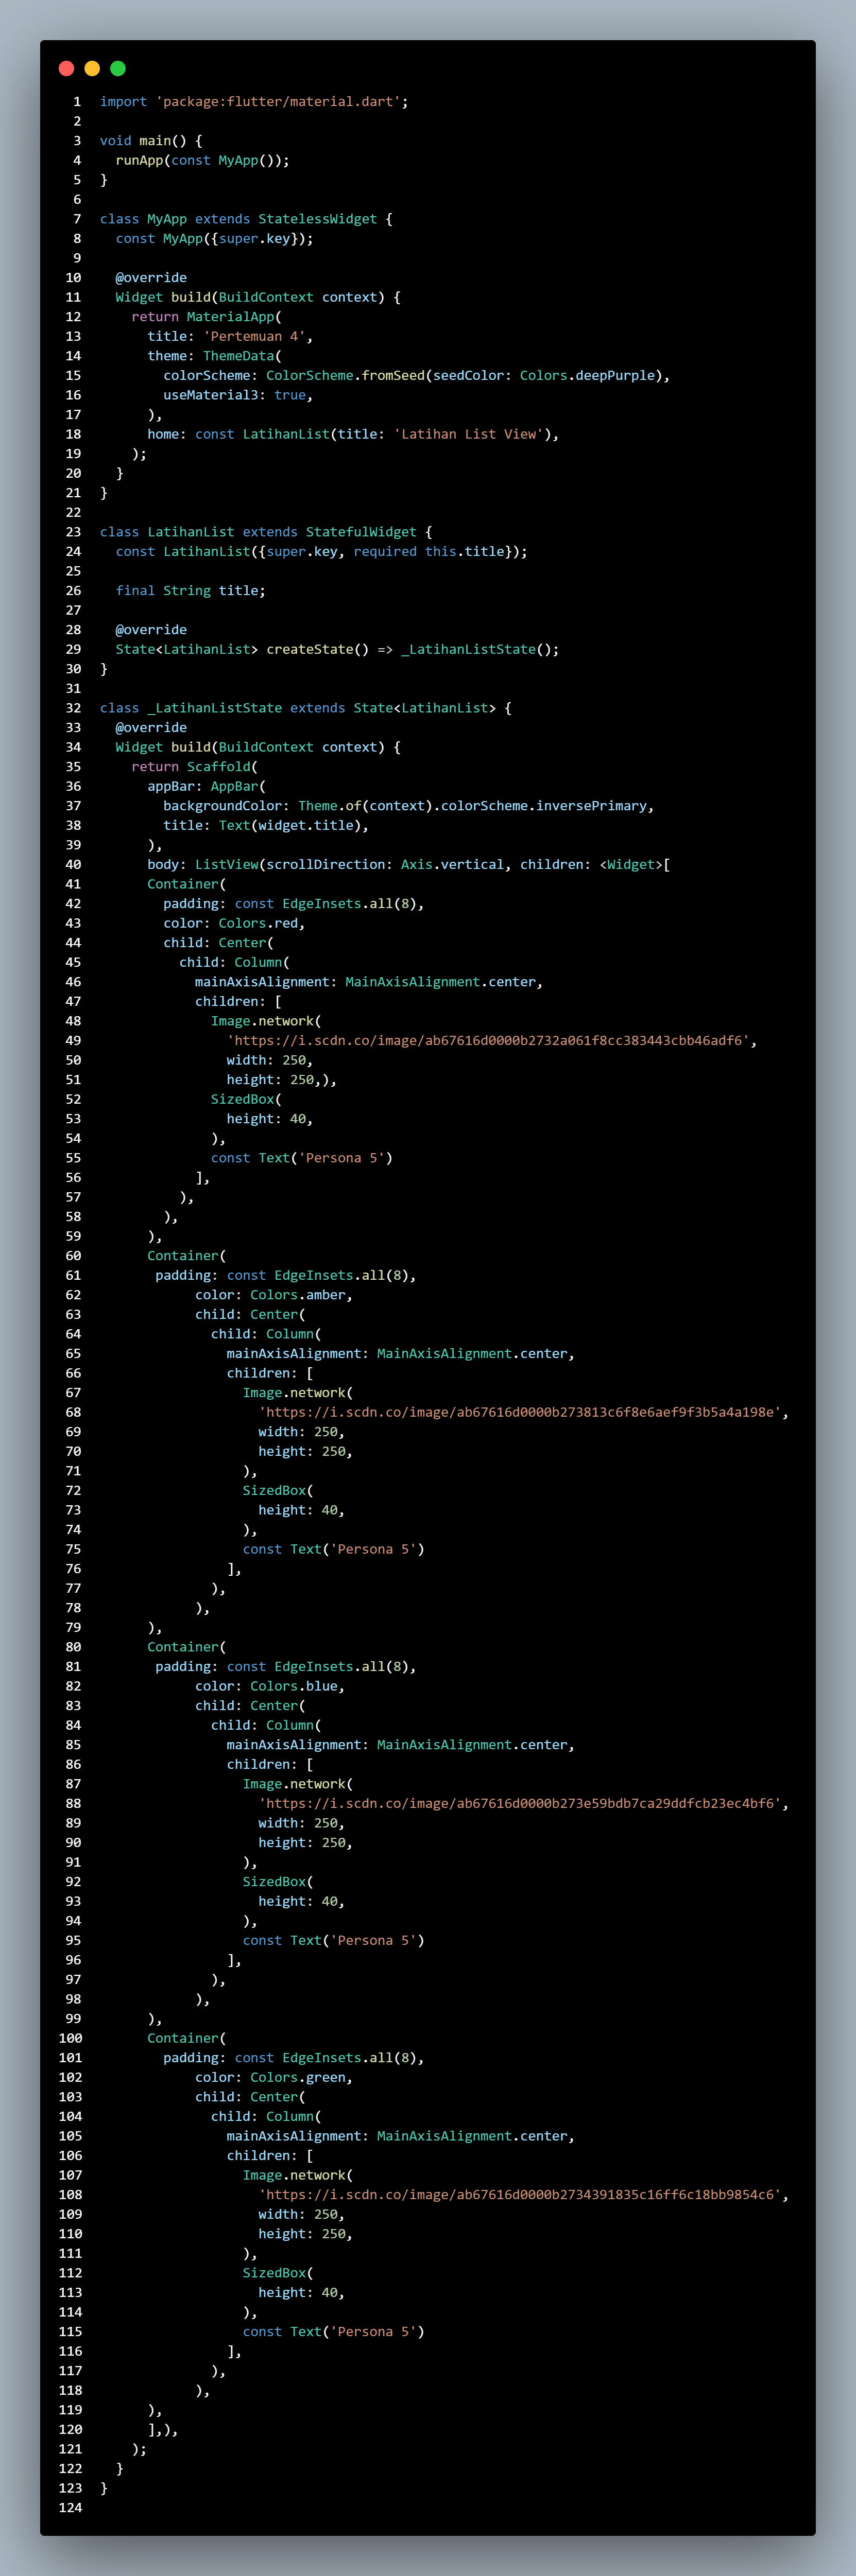 1 import 'package:flutter/material.dart';
2
3 void main() {
4   runApp(const MyApp());
5 }
6
7 class MyApp extends StatelessWidget {
8   const MyApp({super.key});
9
10   @override
11   Widget build(BuildContext context) {
12     return MaterialApp(
13       title: 'Pertemuan 4',
14       theme: ThemeData(
15         colorScheme: ColorScheme.fromSeed(seedColor: Colors.deepPurple),
16         useMaterial3: true,
17       ),
18       home: const LatihanList(title: 'Latihan List View'),
19     );
20   }
21 }
22
23 class LatihanList extends StatefulWidget {
24   const LatihanList({super.key, required this.title});
25
26   final String title;
27
28   @override
29   State<LatihanList> createState() => _LatihanListState();
30 }
31
32 class _LatihanListState extends State<LatihanList> {
33   @override
34   Widget build(BuildContext context) {
35     return Scaffold(
36       appBar: AppBar(
37         backgroundColor: Theme.of(context).colorScheme.inversePrimary,
38         title: Text(widget.title),
39       ),
40       body: ListView(scrollDirection: Axis.vertical, children: <Widget>[
41       Container(
42         padding: const EdgeInsets.all(8),
43         color: Colors.red,
44         child: Center(
45           child: Column(
46             mainAxisAlignment: MainAxisAlignment.center,
47             children: [
48               Image.network(
49                 'https://i.scdn.co/image/ab67616d0000b2732a061f8cc383443cbb46adf6',
50                 width: 250,
51                 height: 250,),
52               SizedBox(
53                 height: 40,
54               ),
55               const Text('Persona 5')
56             ],
57           ),
58         ),
59       ),
60       Container(
61        padding: const EdgeInsets.all(8),
62             color: Colors.amber,
63             child: Center(
64               child: Column(
65                 mainAxisAlignment: MainAxisAlignment.center,
66                 children: [
67                   Image.network(
68                     'https://i.scdn.co/image/ab67616d0000b273813c6f8e6aef9f3b5a4a198e',
69                     width: 250,
70                     height: 250,
71                   ),
72                   SizedBox(
73                     height: 40,
74                   ),
75                   const Text('Persona 5')
76                 ],
77               ),
78             ),
79       ),
80       Container(
81        padding: const EdgeInsets.all(8),
82             color: Colors.blue,
83             child: Center(
84               child: Column(
85                 mainAxisAlignment: MainAxisAlignment.center,
86                 children: [
87                   Image.network(
88                     'https://i.scdn.co/image/ab67616d0000b273e59bdb7ca29ddfcb23ec4bf6',
89                     width: 250,
90                     height: 250,
91                   ),
92                   SizedBox(
93                     height: 40,
94                   ),
95                   const Text('Persona 5')
96                 ],
97               ),
98             ),
99       ),
100       Container(
101         padding: const EdgeInsets.all(8),
102             color: Colors.green,
103             child: Center(
104               child: Column(
105                 mainAxisAlignment: MainAxisAlignment.center,
106                 children: [
107                   Image.network(
108                     'https://i.scdn.co/image/ab67616d0000b2734391835c16ff6c18bb9854c6',
109                     width: 250,
110                     height: 250,
111                   ),
112                   SizedBox(
113                     height: 40,
114                   ),
115                   const Text('Persona 5')
116                 ],
117               ),
118             ),
119       ),
120       ],),
121     );
122   }
123 }
124